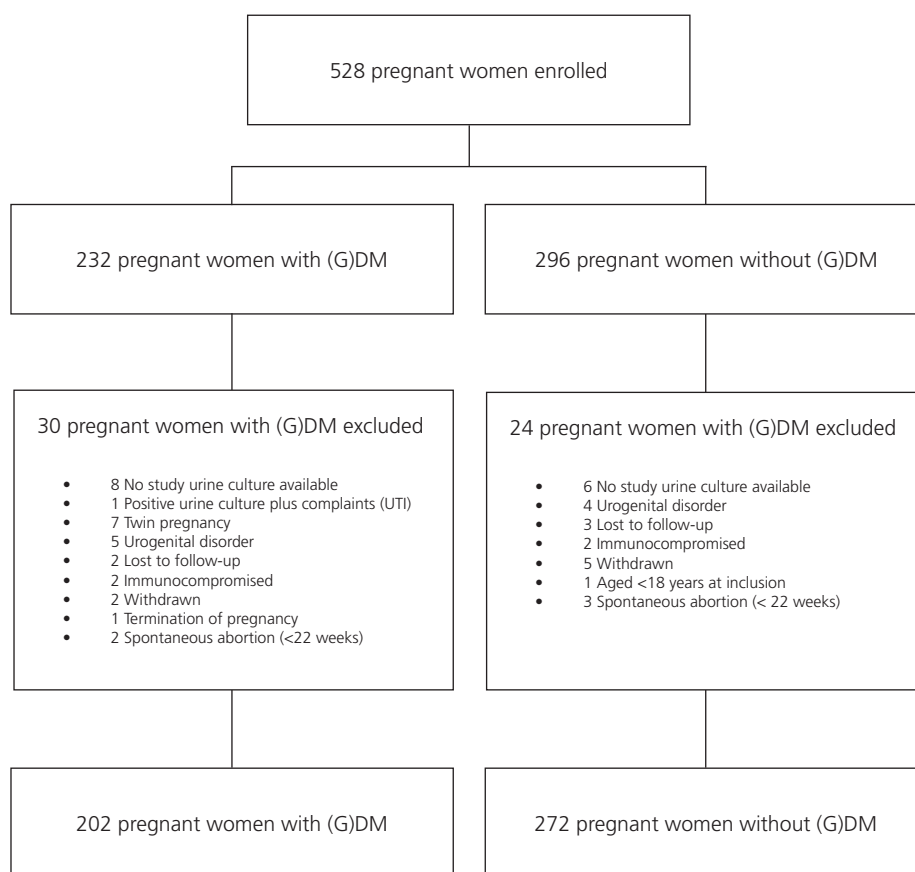 528 pregnant women enrolled
232 pregnant women with (G)DM
296 pregnant women without (G)DM
30 pregnant women with (G)DM excluded
• 8 No study urine culture available
• 1 Positive urine culture plus complaints (UTI)
• 7 Twin pregnancy
• 5 Urogenital disorder
• 2 Lost to follow-up
• 2 Immunocompromised
• 2 Withdrawn
• 1 Termination of pregnancy
• 2 Spontaneous abortion (<22 weeks)
24 pregnant women with (G)DM excluded
• 6 No study urine culture available
• 4 Urogenital disorder
• 3 Lost to follow-up
• 2 Immunocompromised
• 5 Withdrawn
• 1 Aged <18 years at inclusion
• 3 Spontaneous abortion (< 22 weeks)
202 pregnant women with (G)DM
272 pregnant women without (G)DM